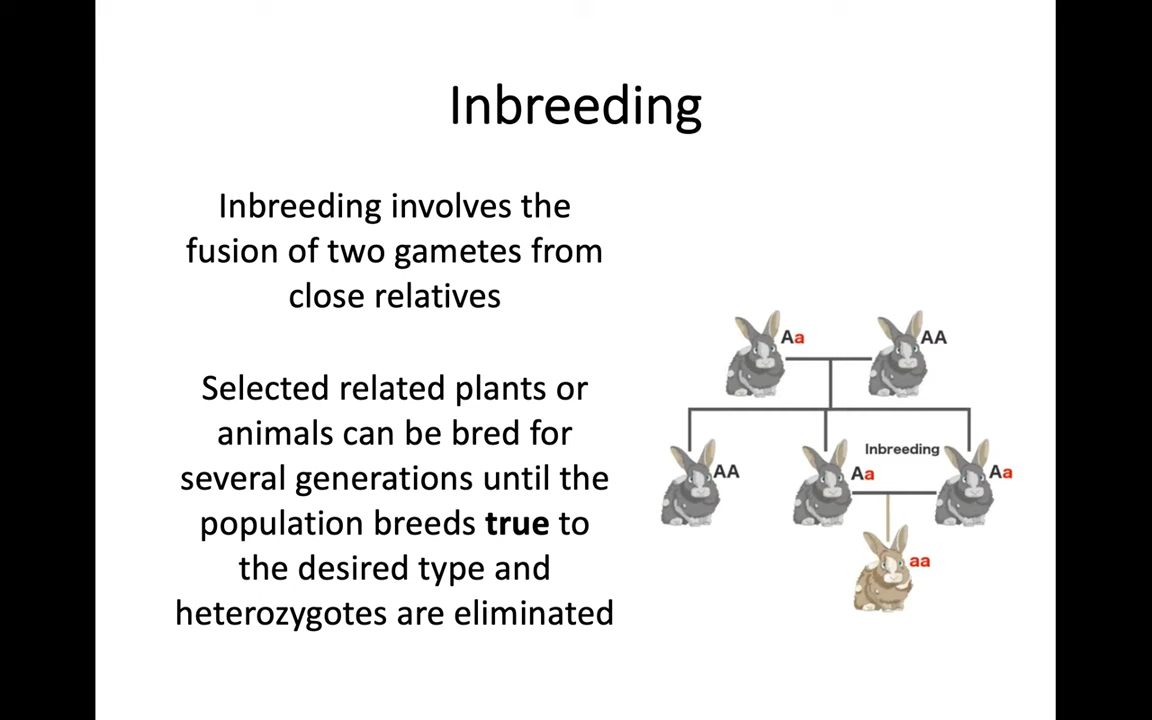 Inbreeding
Inbreeding involves the
fusion of two gametes from
close relatives
Selected related plants or
animals can be bred for
several generations until the
population breeds true to
the desired type and
heterozygotes are eliminated
Aa
AA
Inbreeding
AA
Aa
Aa
aa